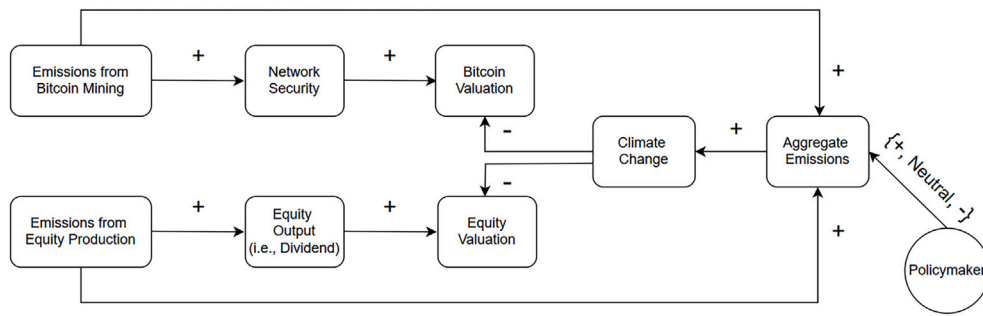 Emissions from
Bitcoin Mining
+
Network
Security
+
Bitcoin
Valuation
-
Climate
Change
+
Aggregate
Emissions
+
{+, Neutral, -}
Policymaker
Emissions from
Equity Production
+
Equity
Output
(i.e., Dividend)
+
Equity
Valuation
-
+